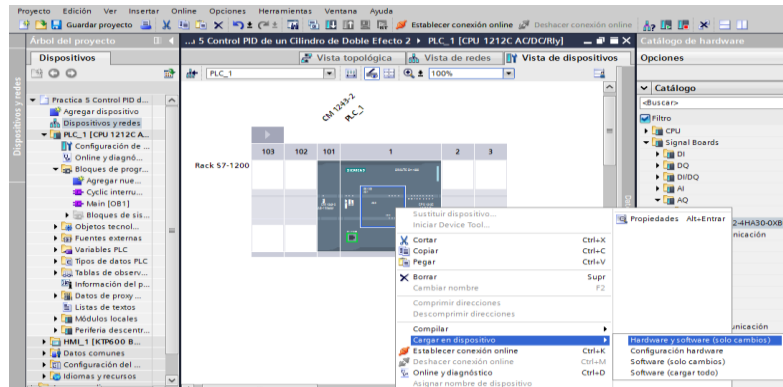 Proyecto Edición Ver Insertar Online Opciones Herramientas Ventana Ayuda
Guardar proyecto Establecer conexión online Deshacer conexión online
Árbol del proyecto
...a 5 Control PID de un Cilindro de Doble Efecto 2 PLC_1 [CPU 1212C AC/DC/Rly]
Catálogo de hardware
Dispositivos
Vista topológica Vista de redes Vista de dispositivos
Opciones
PLC_1
100%
Catálogo
<Buscar>
Filtro
CPU
Signal Boards
DI
DQ
DI/DQ
AI
AQ
2-4HA30-0XB
nicación
unicación
Dispositivos y redes
Practica 5 Control PID d...
Agregar dispositivo
Dispositivos y redes
PLC_1 [CPU 1212C A...
Configuración de ...
Online y diagnó...
Bloques de progr...
Agregar nue...
Cyclic interru...
Main [OB1]
Bloques de sis...
Objetos tecnol...
Fuentes externas
Variables PLC
Tipos de datos PLC
Tablas de observ...
Información del p...
Datos de proxy ...
Listas de textos
Módulos locales
Periferia descentr...
HMI_1 [KTP600 B...
Datos comunes
Configuración del ...
Idiomas y recursos
CM 1243-2
PLC_1
103 102 101 1 2 3
Rack S7-1200
SIEMENS
Sustituir dispositivo...
Iniciar Device Tool...
Cortar Ctrl+X
Copiar Ctrl+C
Pegar Ctrl+V
Borrar Supr
Cambiar nombre F2
Comprimir direcciones
Descomprimir direcciones
Compilar
Cargar en dispositivo
Establecer conexión online Ctrl+K
Deshacer conexión online Ctrl+M
Online y diagnóstico Ctrl+D
Asignar nombre de dispositivo
Propiedades Alt+Entrar
Hardware y software (solo cambios)
Configuración hardware
Software (solo cambios)
Software (cargar todo)